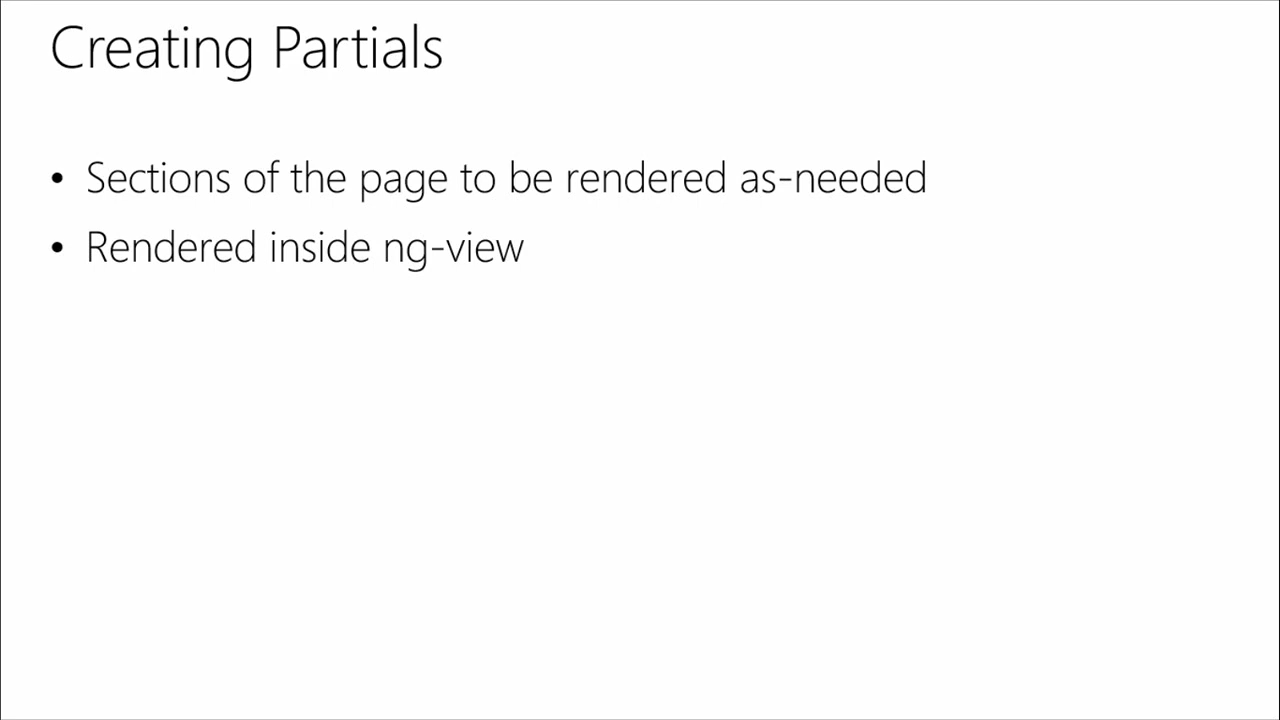 Creating Partials
• Sections of the page to be rendered as-needed
• Rendered inside ng-view